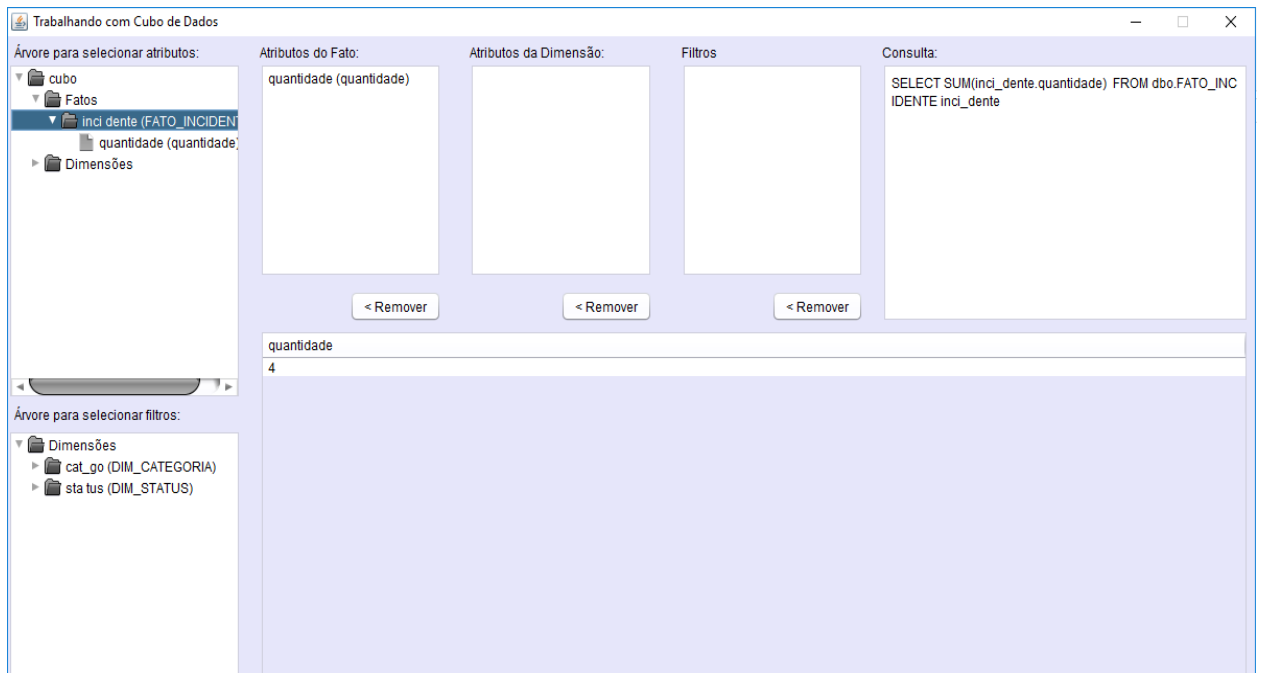 Trabalhando com Cubo de Dados
Árvore para selecionar atributos:
cubo
Fatos
inci dente (FATO_INCIDENT
quantidade (quantidade)
Dimensões
Atributos do Fato:
quantidade (quantidade)
< Remover
Atributos da Dimensão:
< Remover
Filtros
< Remover
Consulta:
SELECT SUM(inci_dente.quantidade) FROM dbo.FATO_INC
IDENTE inci_dente
quantidade
4
Árvore para selecionar filtros:
Dimensões
cat_go (DIM_CATEGORIA)
sta tus (DIM_STATUS)